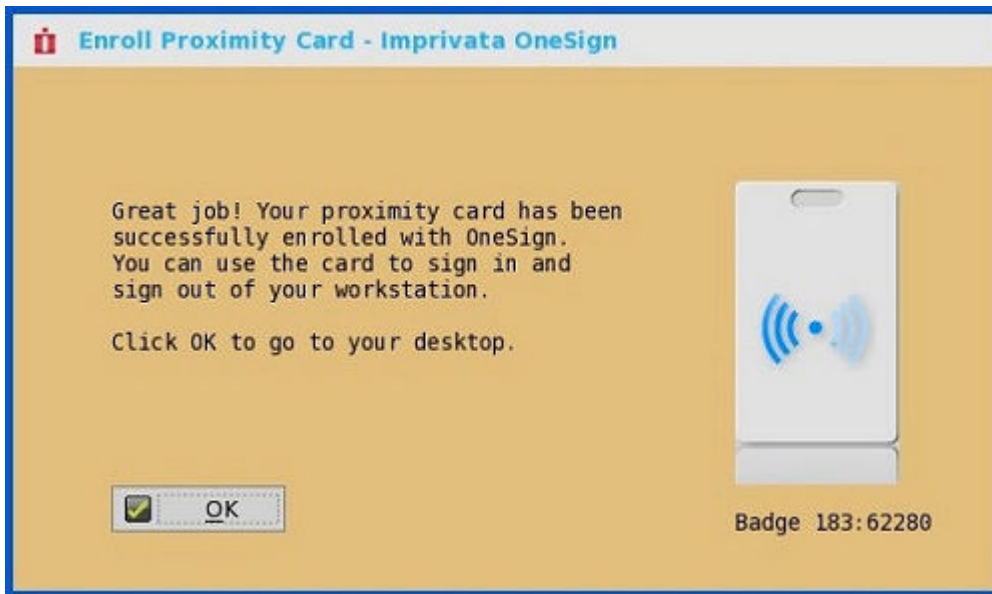 Enroll Proximity Card - Imprivata OneSign
Great job! Your proximity card has been
successfully enrolled with OneSign.
You can use the card to sign in and
sign out of your workstation.
Click OK to go to your desktop.
OK
Badge 183:62280